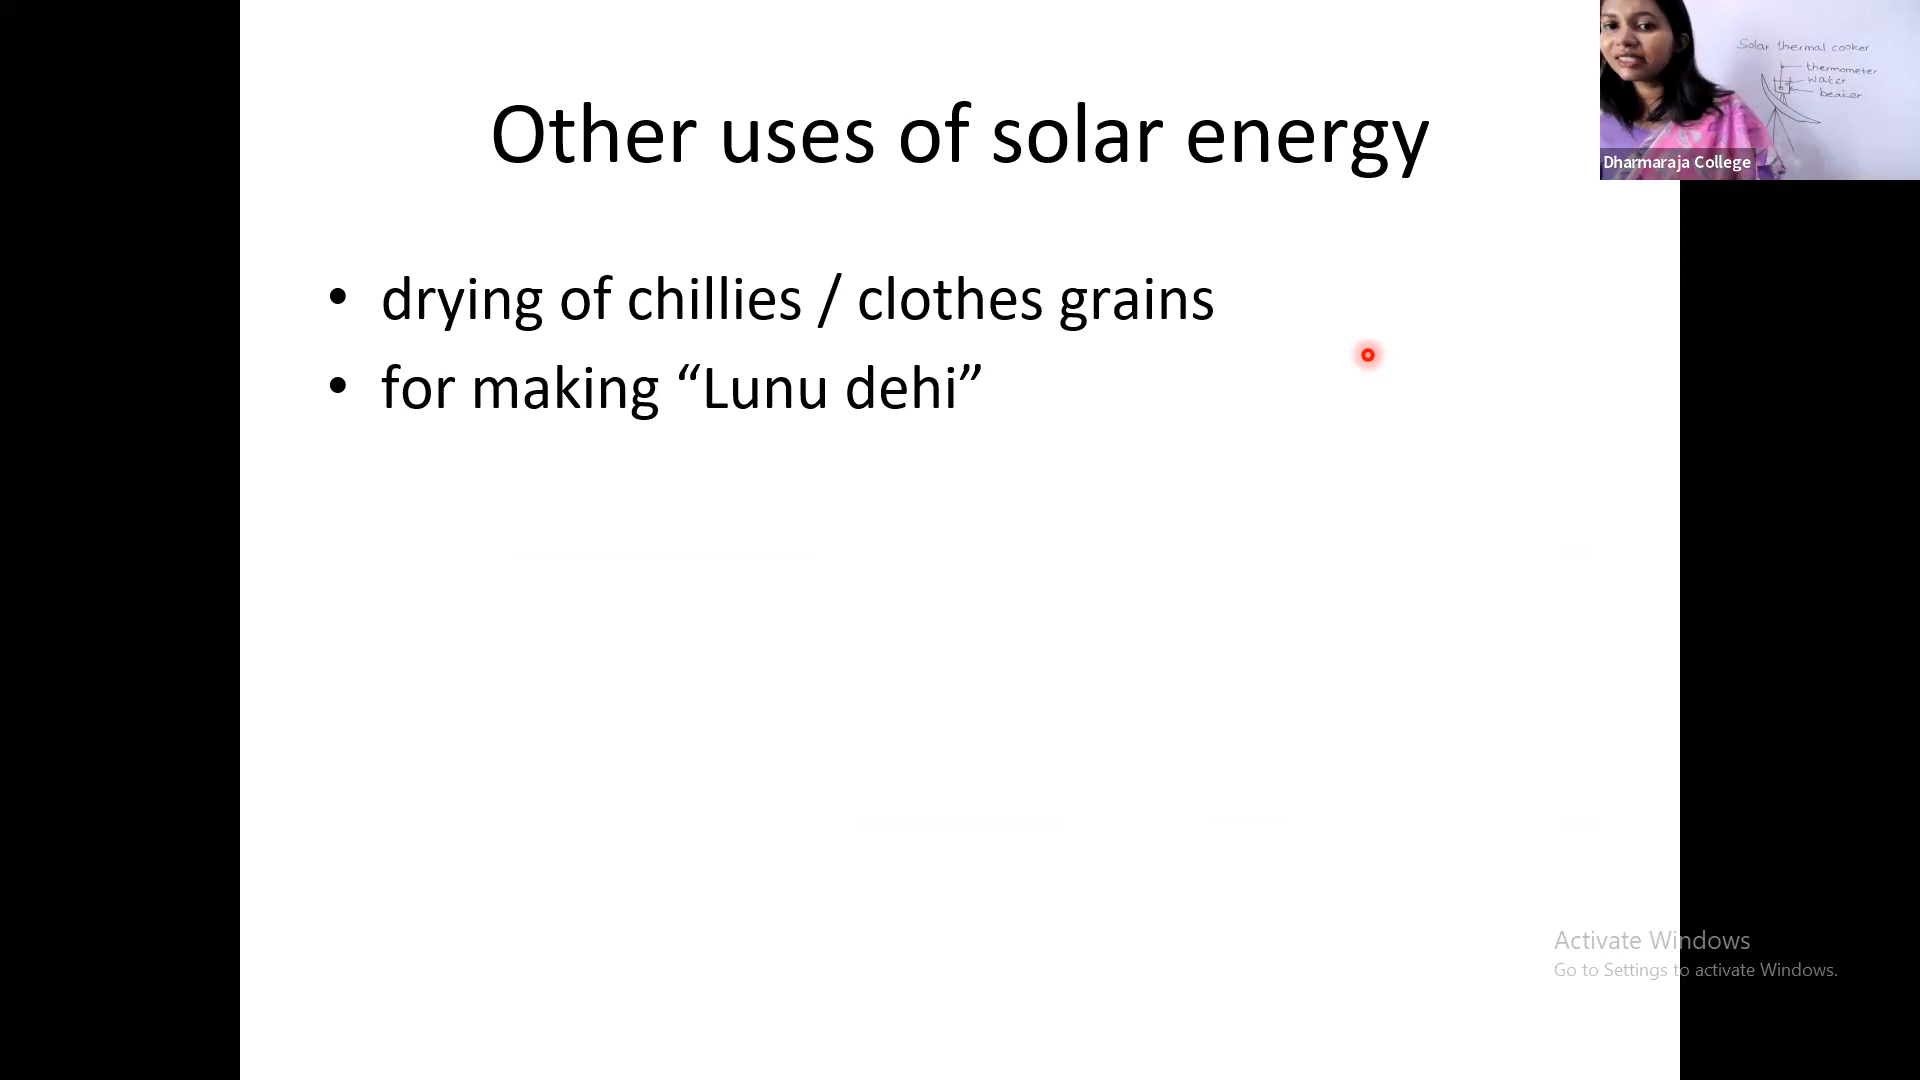 Other uses of solar energy
• drying of chillies / clothes grains
• for making “Lunu dehi”
Solar thermal cooker
thermometer
water
beaker
Dharmaraja College
Activate Windows
Go to Settings to activate Windows.